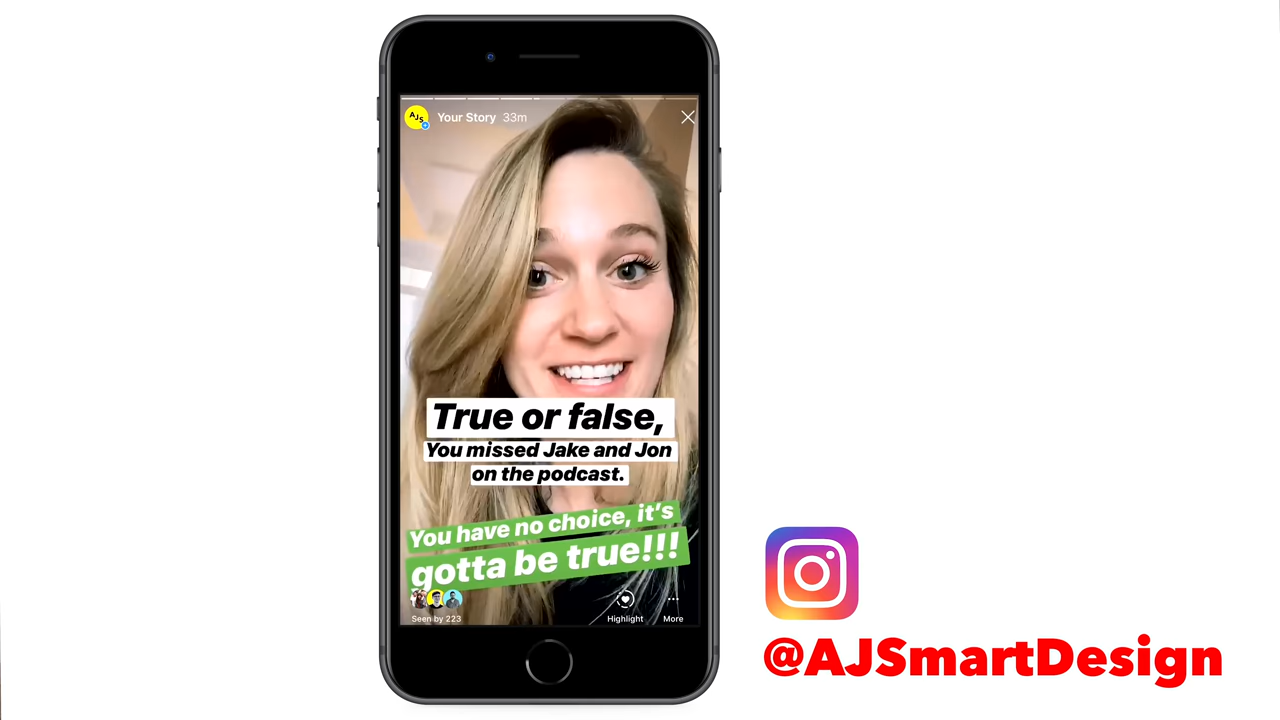 AJS
Your Story 33m
True or false,
You missed Jake and Jon
on the podcast.
You have no choice, it's
gotta be true!!!
Seen by 223
Highlight
More
@AJSmartDesign